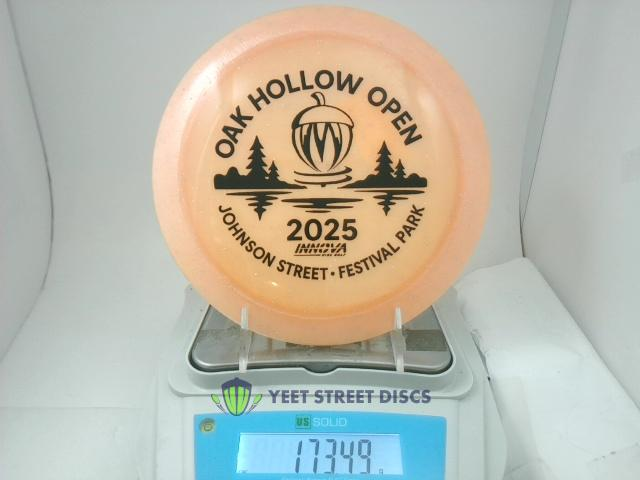 OAK HOLLOW OPEN
2025
INNOVA
JOHNSON STREET • FESTIVAL PARK
YEET STREET DISCS
US SOLID
173.49 g